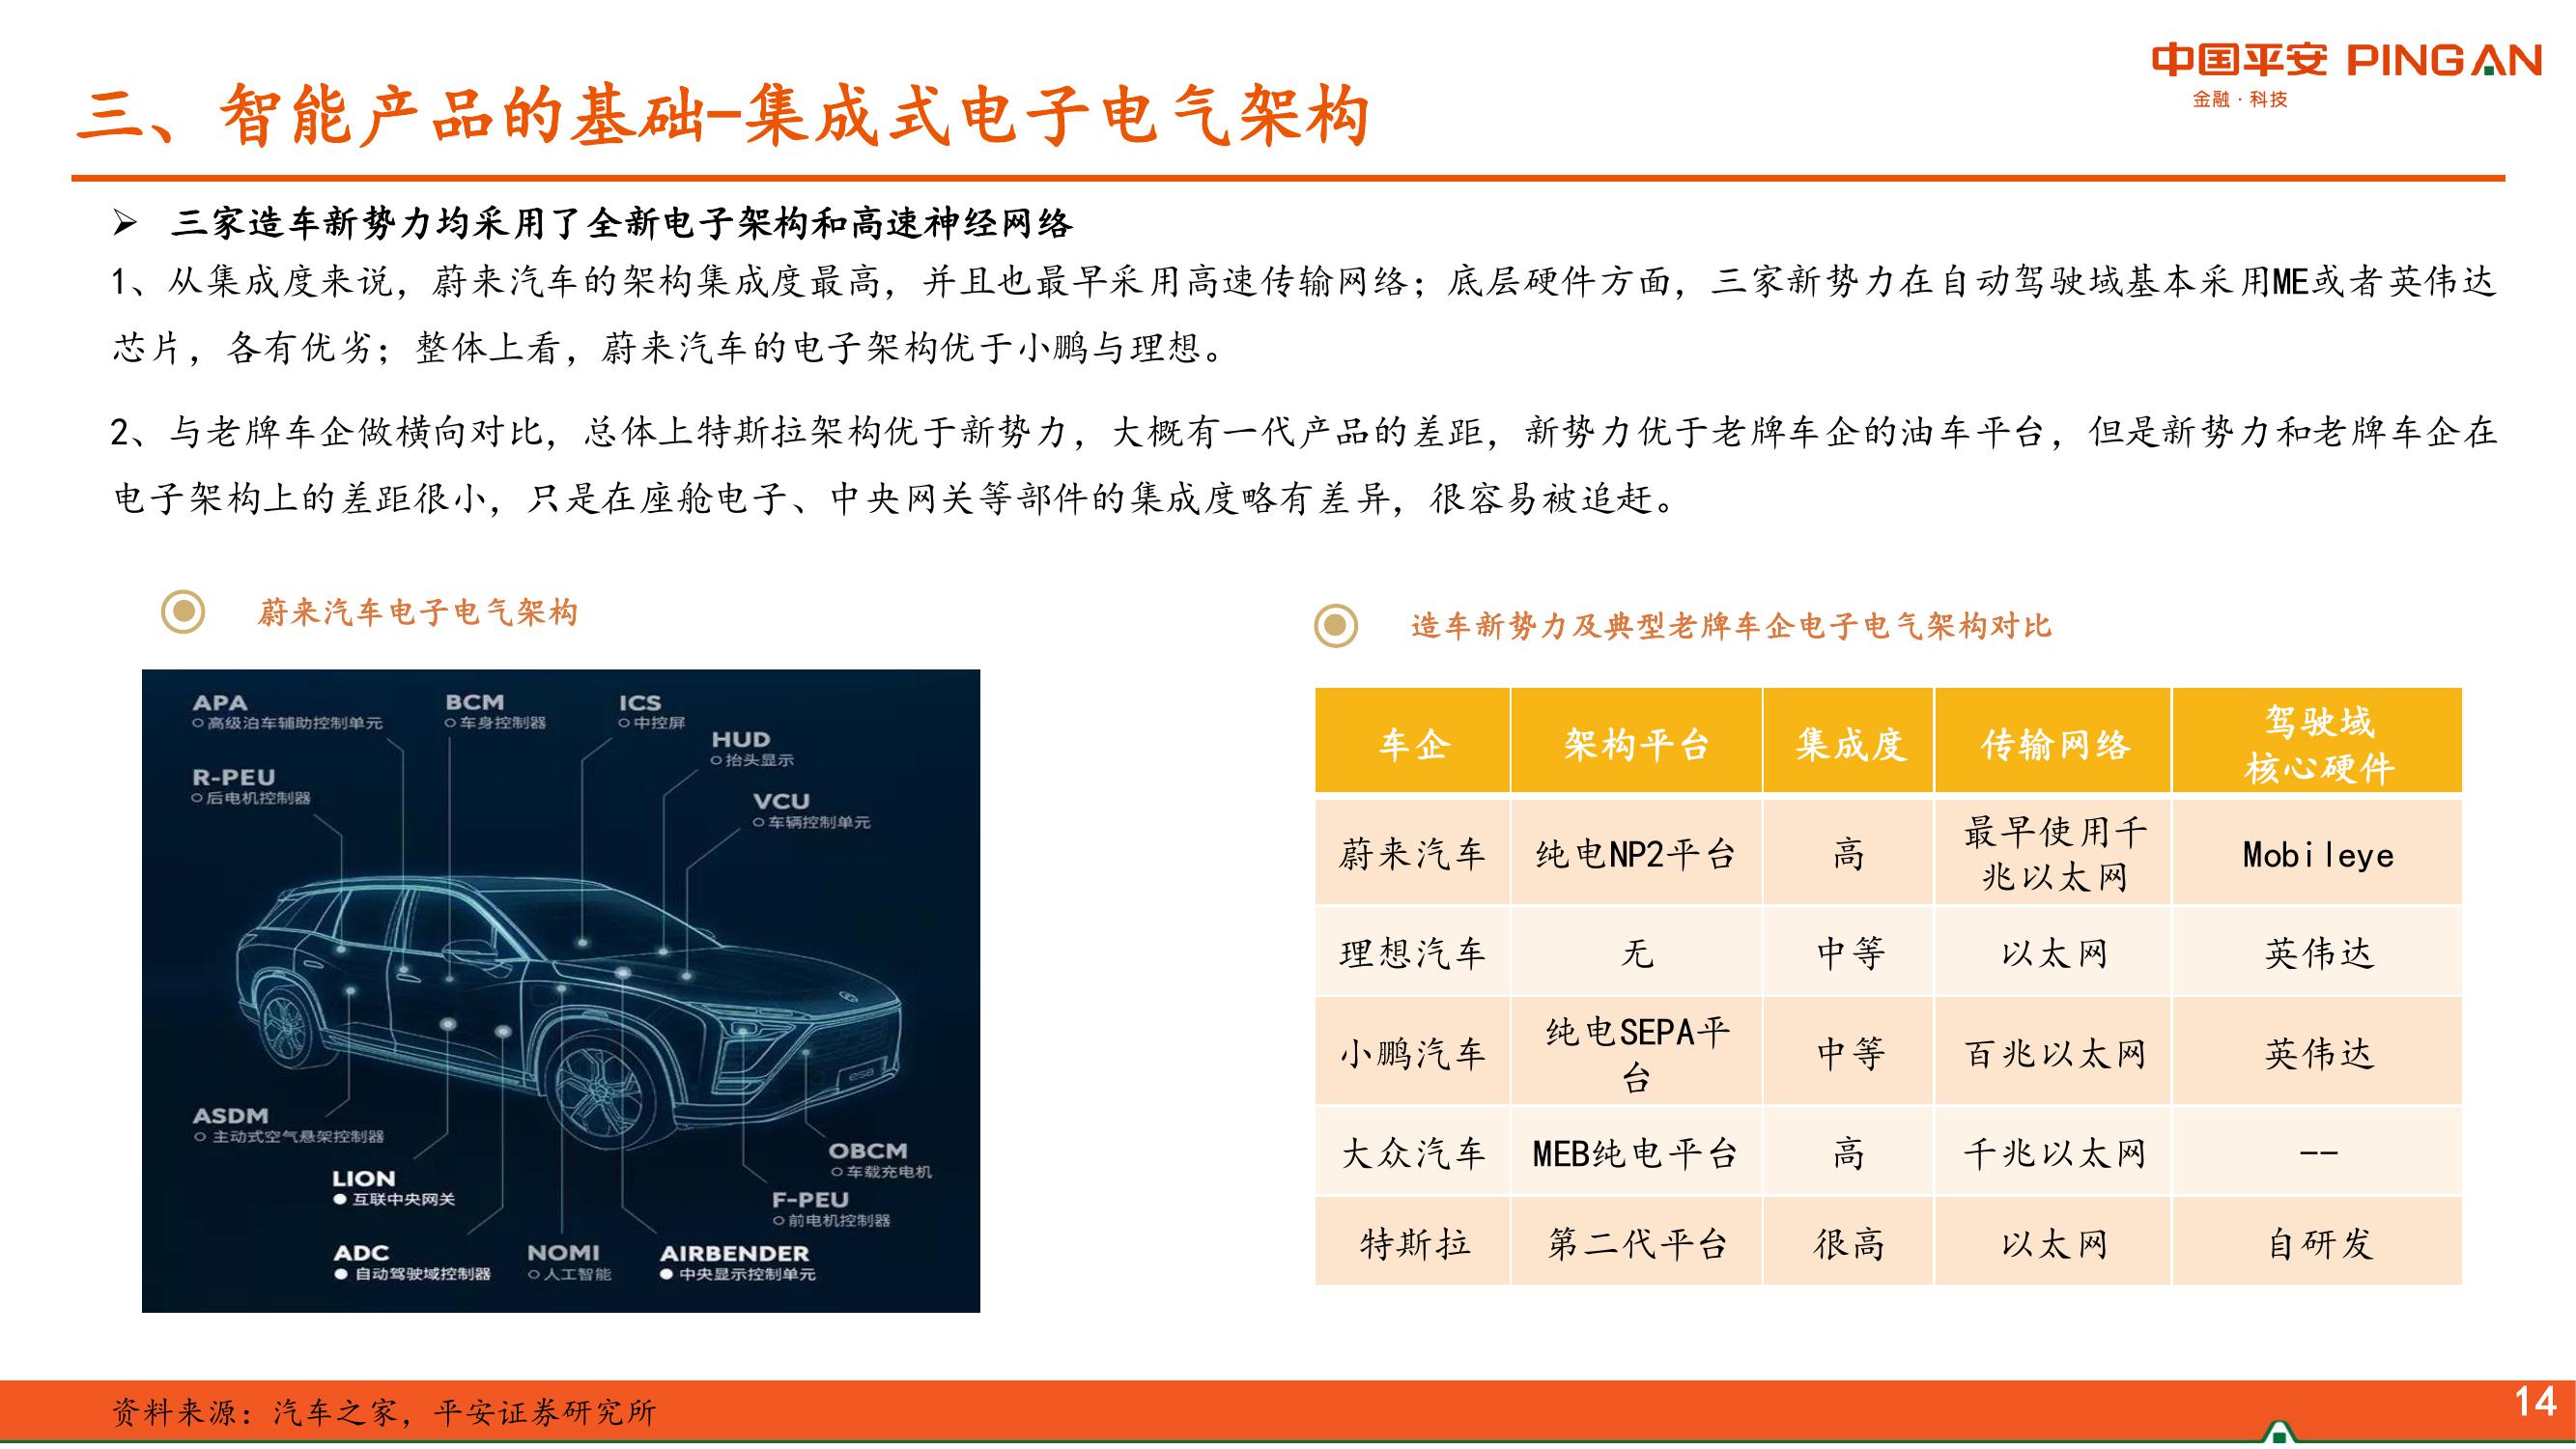 中国平安 PINGAN
金融·科技
三、智能产品的基础-集成式电子电气架构
三家造车新势力均采用了全新电子架构和高速神经网络
1、从集成度来说，蔚来汽车的架构集成度最高，并且也最早采用高速传输网络；底层硬件方面，三家新势力在自动驾驶域基本采用ME或者英伟达
芯片，各有优劣；整体上看，蔚来汽车的电子架构优于小鹏与理想。
2、与老牌车企做横向对比，总体上特斯拉架构优于新势力，大概有一代产品的差距，新势力优于老牌车企的油车平台，但是新势力和老牌车企在
电子架构上的差距很小，只是在座舱电子、中央网关等部件的集成度略有差异，很容易被追赶。
蔚来汽车电子电气架构
APA
高级泊车辅助控制单元
BCM
车身控制器
ICS
中控屏
HUD
抬头显示
R-PEU
后电机控制器
VCU
车辆控制单元
es8
ASDM
主动式空气悬架控制器
OBCM
车载充电机
LION
互联中央网关
F-PEU
前电机控制器
ADC
自动驾驶域控制器
NOMI
人工智能
AIRBENDER
中央显示控制单元
造车新势力及典型老牌车企电子电气架构对比
车企 架构平台 集成度 传输网络 驾驶域
核心硬件
蔚来汽车 纯电NP2平台 高 最早使用千
兆以太网 Mobileye
理想汽车 无 中等 以太网 英伟达
小鹏汽车 纯电SEPA平
台 中等 百兆以太网 英伟达
大众汽车 MEB纯电平台 高 千兆以太网 --
特斯拉 第二代平台 很高 以太网 自研发
资料来源：汽车之家，平安证券研究所
14